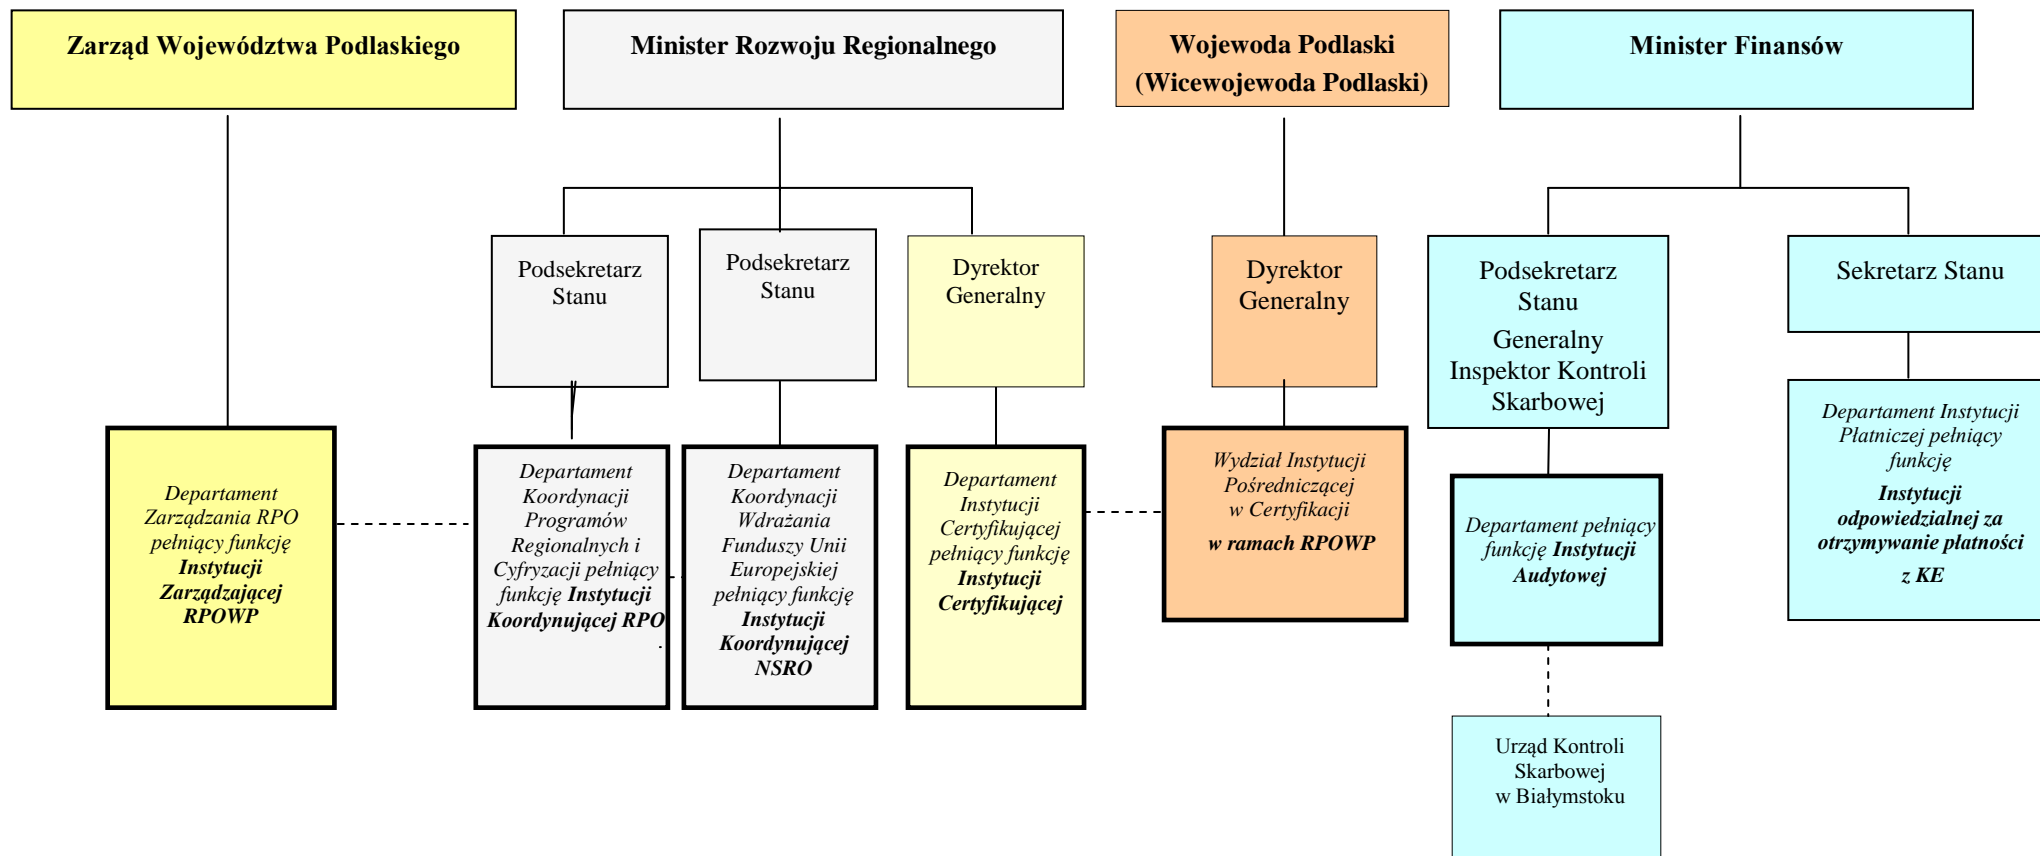 Zarząd Województwa Podlaskiego
Minister Rozwoju Regionalnego
Wojewoda Podlaski
(Wicewojewoda Podlaski)
Minister Finansów
Podsekretarz
Stanu
Podsekretarz
Stanu
Dyrektor
Generalny
Dyrektor
Generalny
Podsekretarz
Stanu
Generalny
Inspektor Kontroli
Skarbowej
Sekretarz Stanu
Departament
Zarządzania RPO
pełniący funkcję
Instytucji
Zarządzającej
RPOWP
Departament
Koordynacji
Programów
Regionalnych i
Cyfryzacji pełniący
funkcję Instytucji
Koordynującej RPO
.
Departament
Koordynacji
Wdrażania
Funduszy Unii
Europejskiej
pełniący funkcję
Instytucji
Koordynującej
NSRO
Departament
Instytucji
Certyfikującej
pełniący funkcję
Instytucji
Certyfikującej
Wydział Instytucji
Pośredniczącej
w Certyfikacji
w ramach RPOWP
Departament pełniący
funkcję Instytucji
Audytowej
Departament Instytucji
Płatniczej pełniący
funkcję
Instytucji
odpowiedzialnej za
otrzymywanie płatności
z KE
Urząd Kontroli
Skarbowej
w Białymstoku